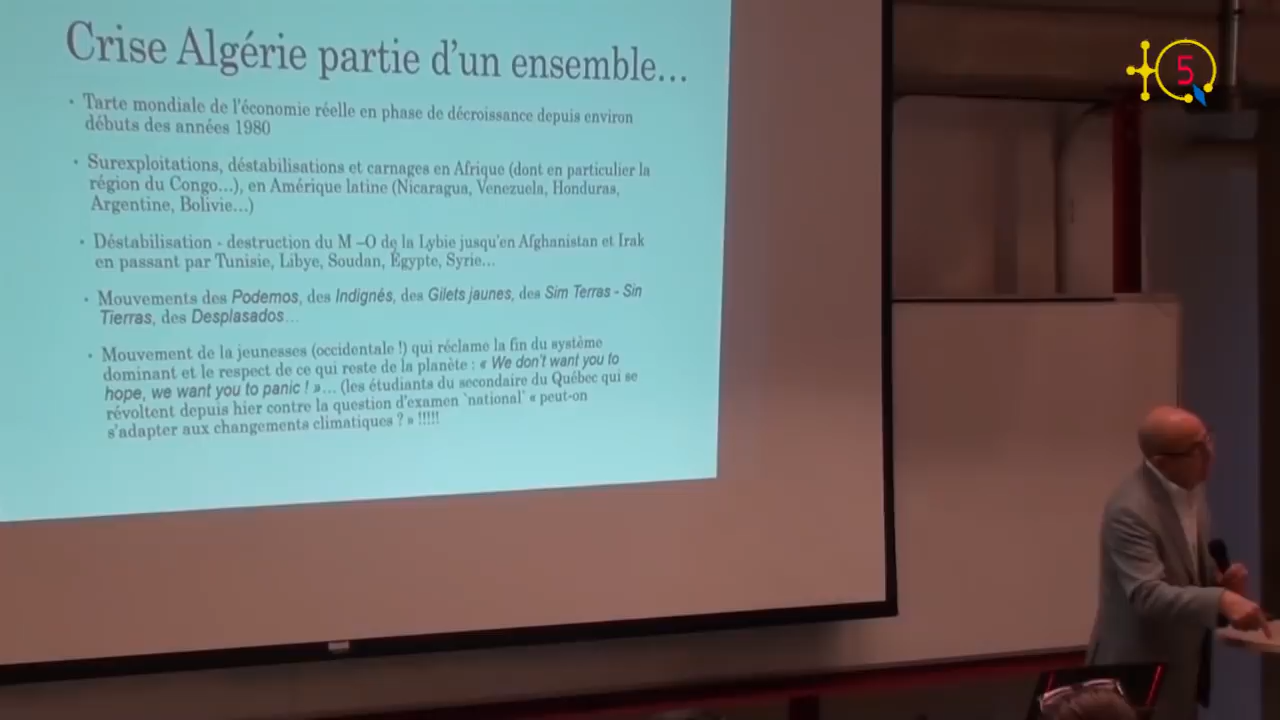 Crise Algérie partie d'un ensemble...
• Tarte mondiale de l'économie réelle en phase de décroissance depuis environ
débuts des années 1980
• Surexploitations, déstabilisations et carnages en Afrique (dont en particulier la
région du Congo...), en Amérique latine (Nicaragua, Venezuela, Honduras,
Argentine, Bolivie...)
• Déstabilisation - destruction du M –O de la Lybie jusqu'en Afghanistan et Irak
en passant par Tunisie, Libye, Soudan, Égypte, Syrie...
• Mouvements des Podemos, des Indignés, des Gilets jaunes, des Sim Terras - Sin
Tierras, des Desplasados...
• Mouvement de la jeunesses (occidentale !) qui réclame la fin du système
dominant et le respect de ce qui reste de la planète : « We don't want you to
hope, we want you to panic ! »... (les étudiants du secondaire du Québec qui se
révoltent depuis hier contre la question d'examen `national' « peut-on
s'adapter aux changements climatiques ? » !!!!!
5